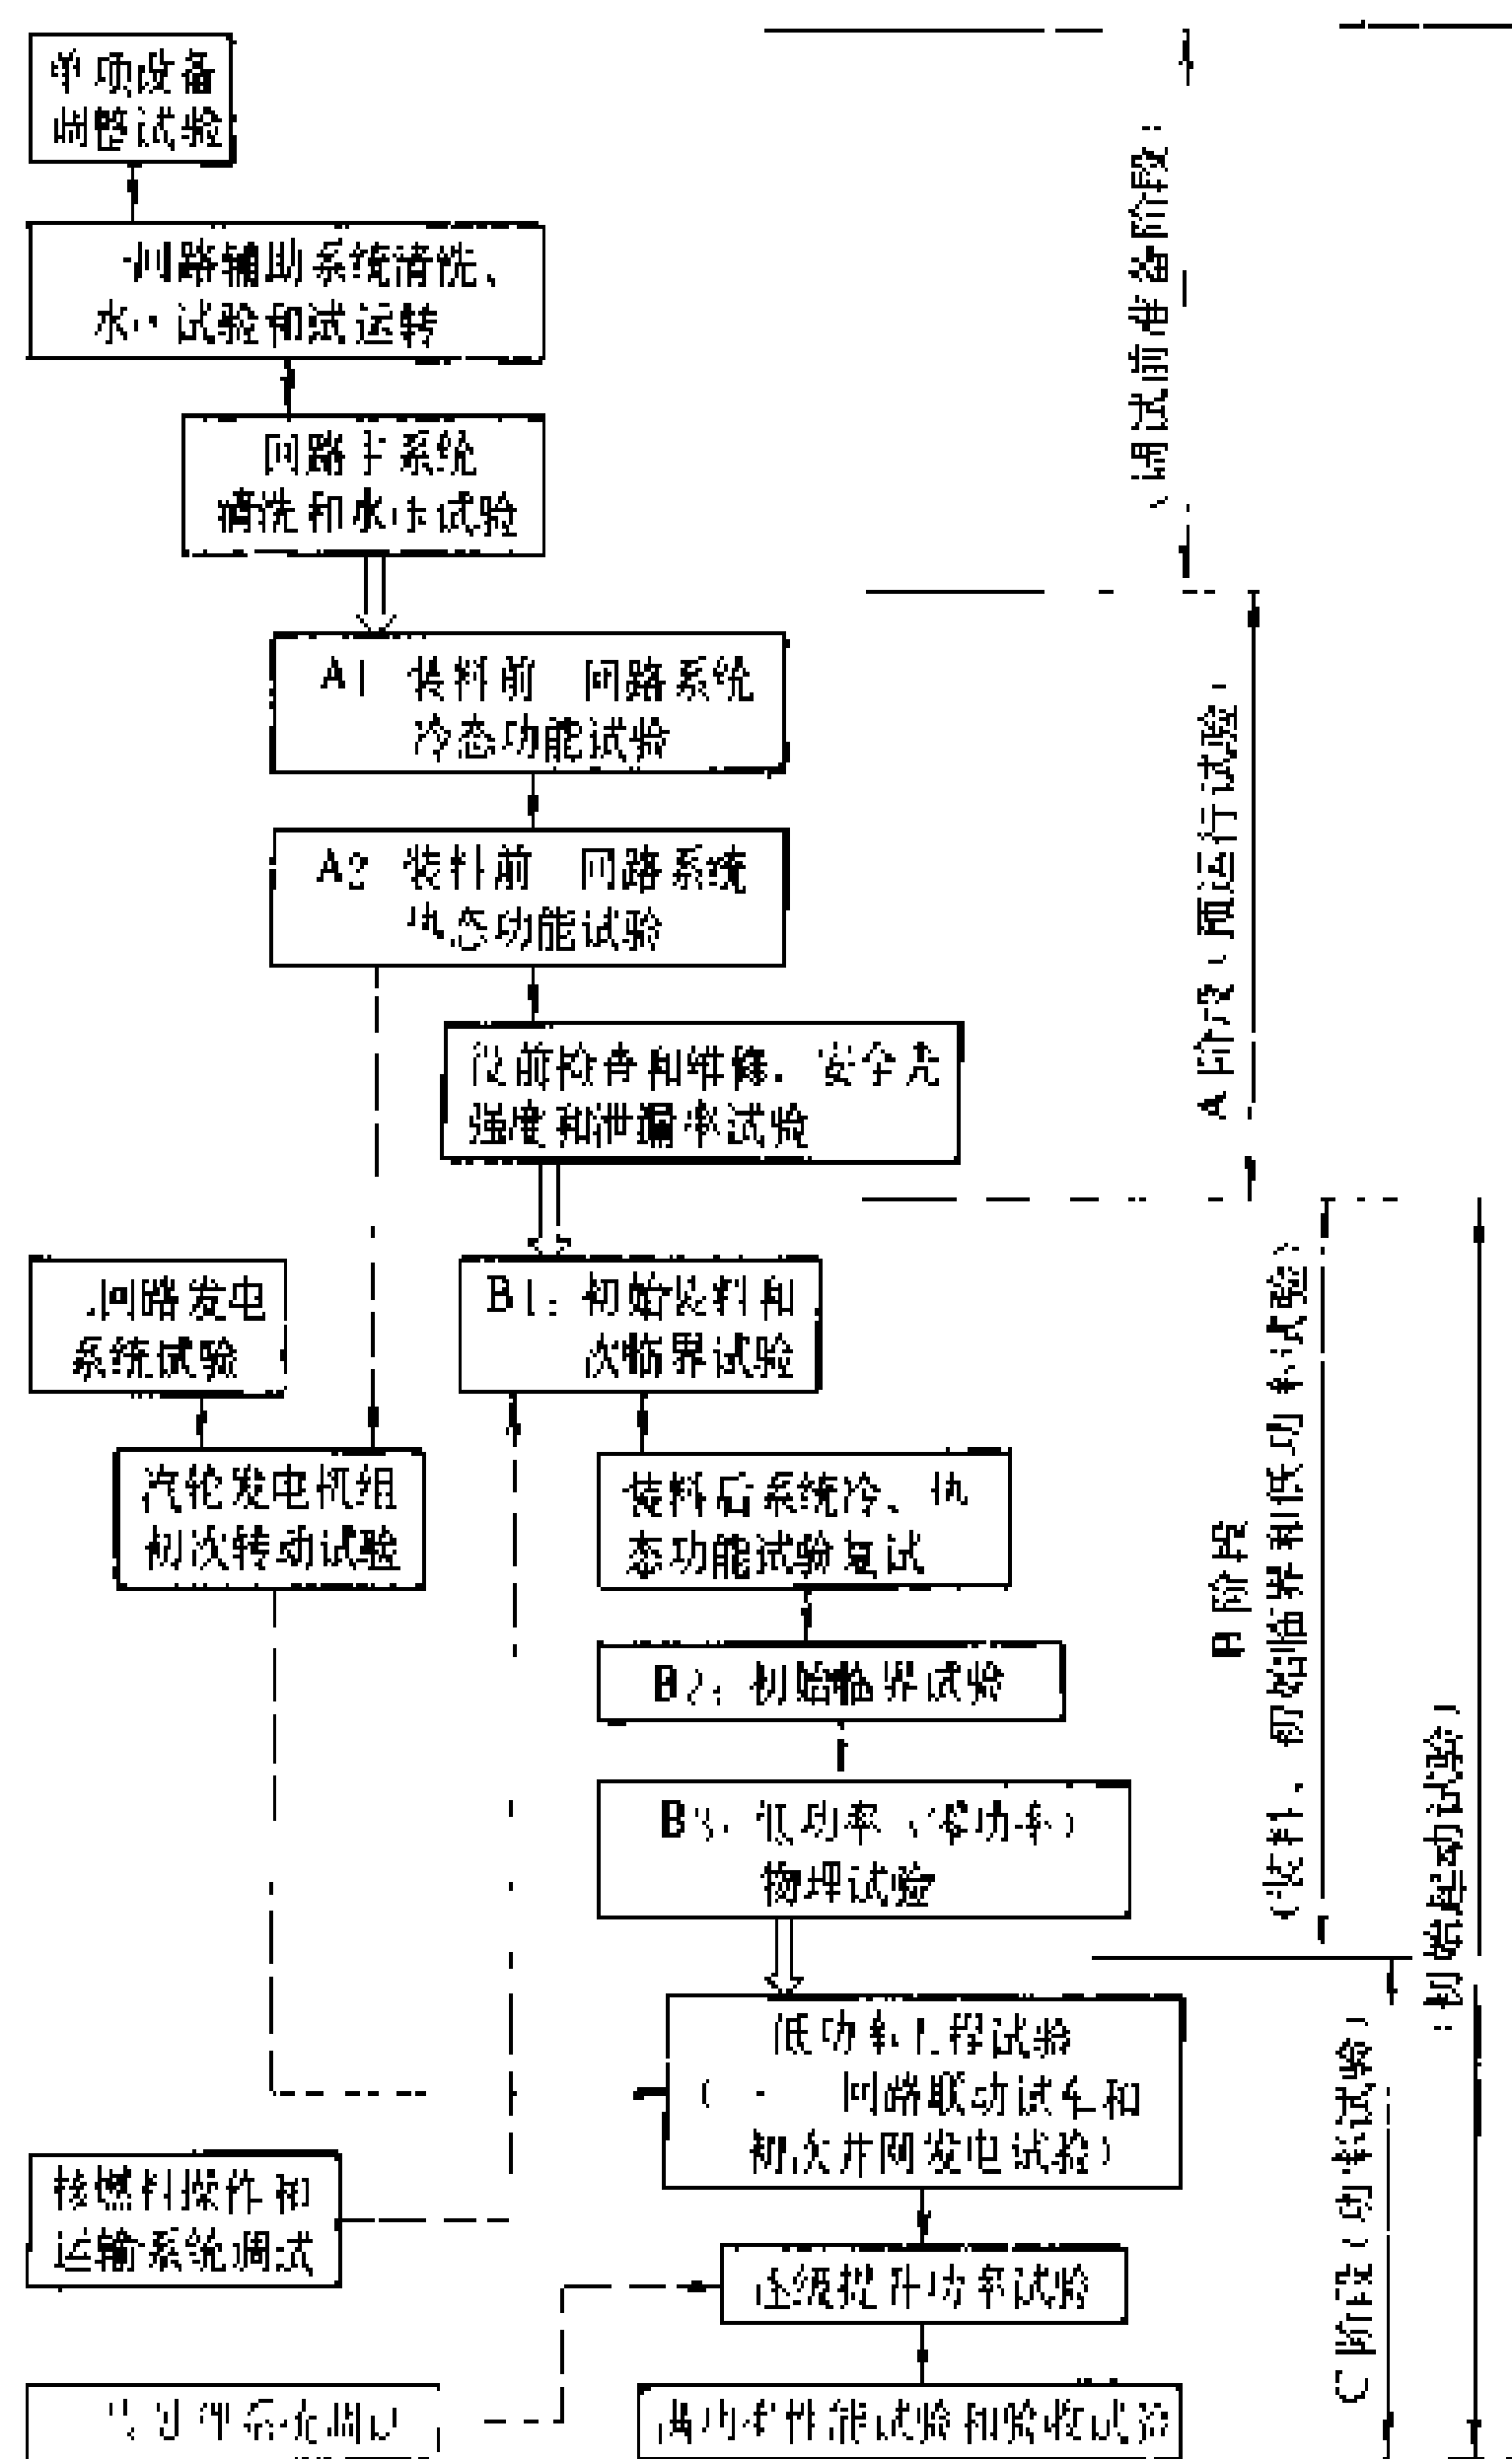 单项设备
调整试验
一回路辅助系统清洗、
水压试验和试运转
回路主系统
清洗和水压试验
A1 装料前 回路系统
冷态功能试验
A2 装料前 回路系统
热态功能试验
役前检查和维修、安全壳
强度和泄漏率试验
回路发电
系统试验
B1：初始装料和
次临界试验
汽轮发电机组
初次转动试验
装料后系统冷、热
态功能试验复试
B2：初始临界试验
B3：低功率（零功率）
物理试验
低功率工程试验
回路联动试车和
初次并网发电试验）
核燃料操作和
运输系统调试
逐级提升功率试验
满功率性能试验和验收试验
（调试前准备阶段）
A 阶段（预运行试验）
B 阶段
（装料、初始临界和低功率试验）
（初始起动试验）
C 阶段（功率试验）